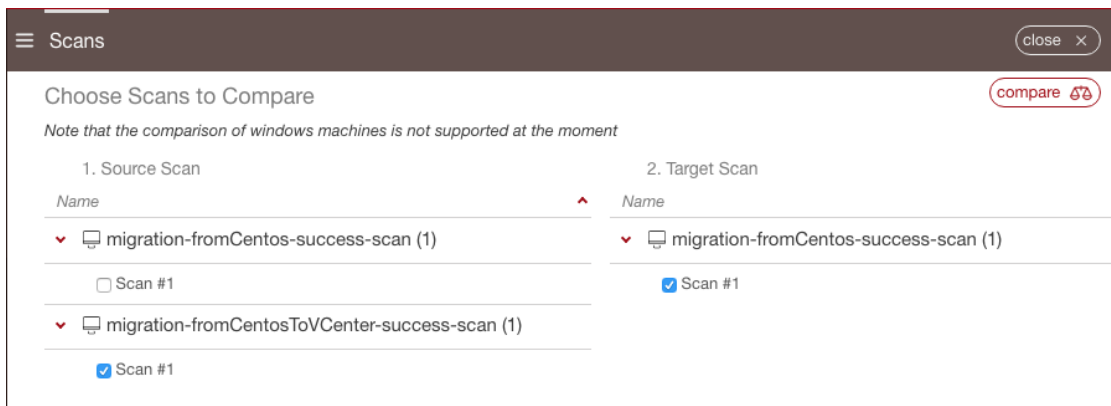 Scans
close
Choose Scans to Compare
compare
Note that the comparison of windows machines is not supported at the moment
1. Source Scan
Name
migration-fromCentos-success-scan (1)
Scan #1
migration-fromCentosToVCenter-success-scan (1)
Scan #1
2. Target Scan
Name
migration-fromCentos-success-scan (1)
Scan #1